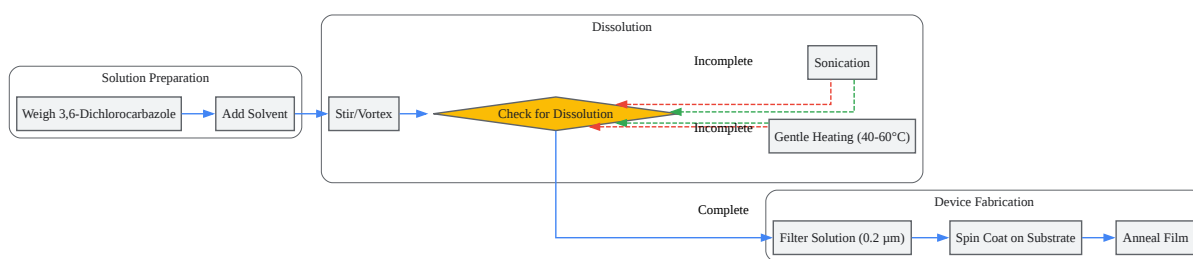 Dissolution
Incomplete
Sonication
Solution Preparation
Weigh 3,6-Dichlorocarbazole
Add Solvent
Stir/Vortex
Check for Dissolution
Incomplete
Gentle Heating (40-60°C)
Complete
Device Fabrication
Filter Solution (0.2 µm)
Spin Coat on Substrate
Anneal Film